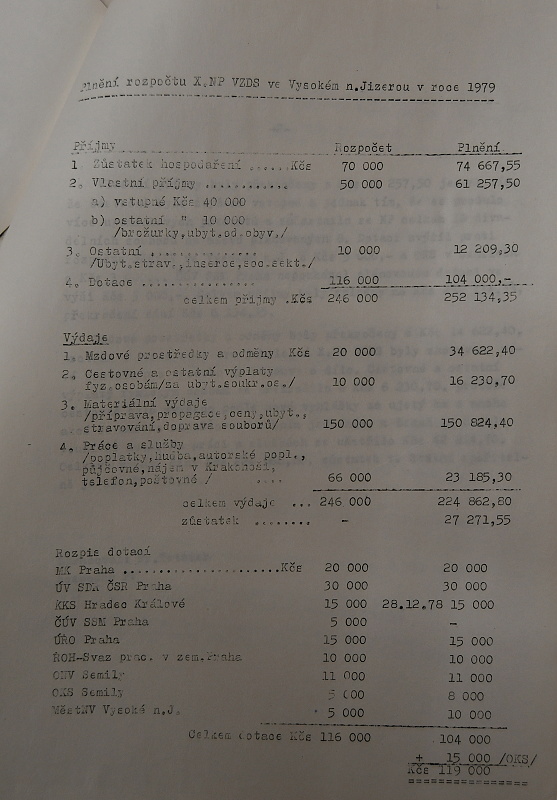 Plnění rozpočtu X.NP VZDS ve Vysokém n.Jizerou v roce 1979
Příjmy Rozpočet Plnění
1 Zůstatek hospodaření ......Kčs 70 000 74 667,55
2. Vlastní příjmy ............ 50 000 61 257,50
a) vstupné Kčs 40 000
b) ostatní " 10 000
/brožurky,ubyt.od.obyv,/
3. Ostatní ............... 10 000 12 209,30
/Ubyt.strav.,inserce,soc.sekt./
4. Dotace ............... 116 000 104 000,-
celkem příjmy .Kčs 246 000 252 134,35
Výdaje
1. Mzdové prostředky a odměny Kčs 20 000 34 622,40
2. Cestovné a ostatní výplaty
fyz.osobám/za ubyt.soukr.os./ 10 000 16 230,70
3. Materiální výdaje
/příprava,propagace,ceny,ubyt.,
stravování,doprava souborů/ 150 000 150 824,40
4. Práce a služby
/poplatky,hudba,autorské popl.,
půjčovné,nájem v Krakonoši,
telefon,poštovné / .... 66 000 23 185,30
celkem výdaje ... 246 000 224 862,80
zůstatek ........ - 27 271,55
Rozpis dotací
MK Praha ......................Kčs 20 000 20 000
ÚV SDH ČSR Praha 30 000 30 000
KKS Hradec Králové 15 000 28.12.78 15 000
ČÚV SSM Praha 5 000 -
ÚRO Praha 15 000 15 000
ROH-Svaz prac. v zem.Praha 10 000 10 000
ONV Semily 11 000 11 000
OKS Semily 5 000 8 000
MěstNV Vysoké n.J. 5 000 10 000
Celkem dotace Kčs 116 000 104 000
+ 15 000 /OKS/
Kčs 119 000